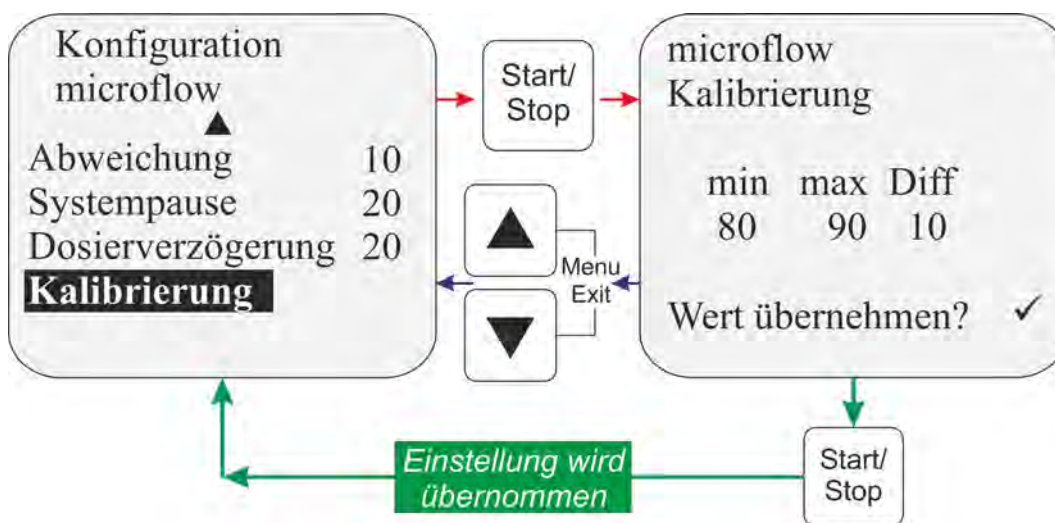 Konfiguration
microflow
▲
Abweichung 10
Systempause 20
Dosierverzögerung 20
Kalibrierung
Start/
Stop
▲
▼
Menu
Exit
microflow
Kalibrierung
min max Diff
80 90 10
Wert übernehmen? ✓
Start/
Stop
Einstellung wird
übernommen